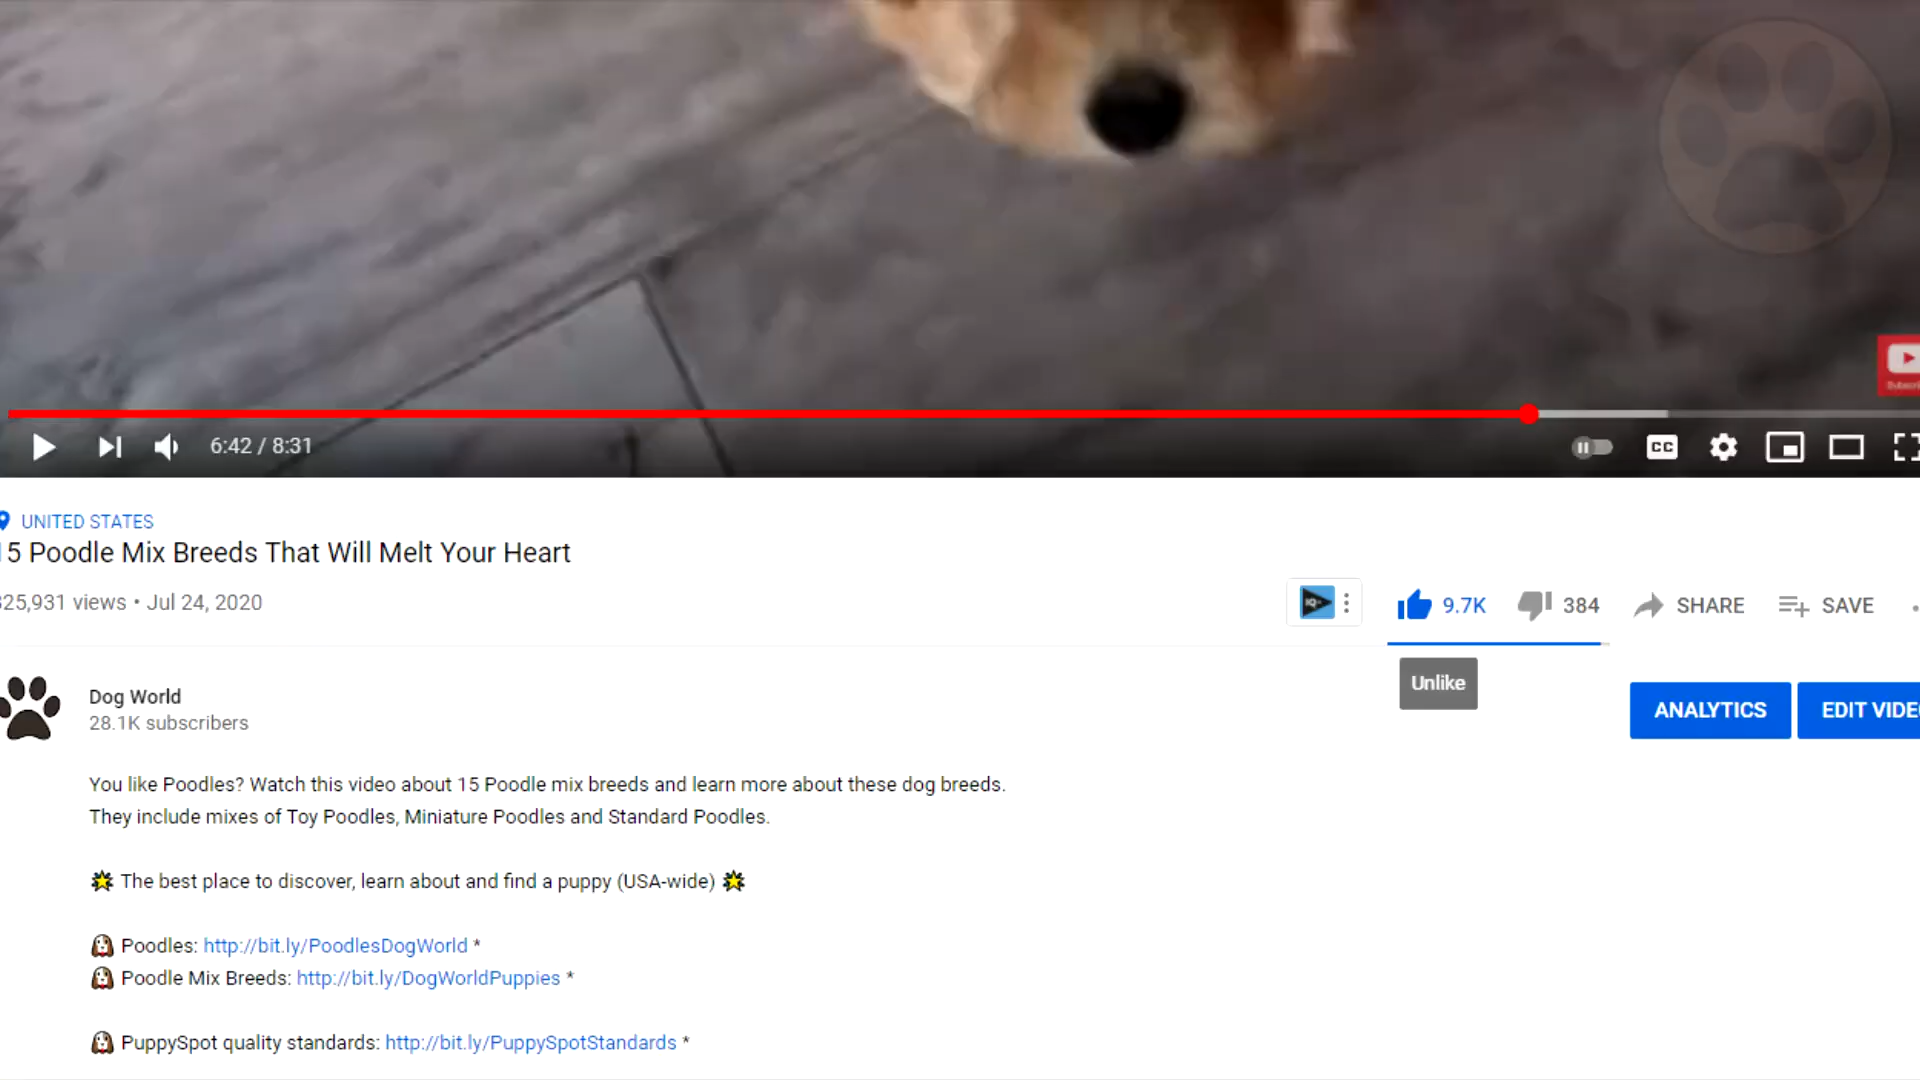 6:42 / 8:31
CC
UNITED STATES
15 Poodle Mix Breeds That Will Melt Your Heart
25,931 views • Jul 24, 2020
9.7K
384
SHARE
SAVE
Unlike
Dog World
28.1K subscribers
ANALYTICS
EDIT VIDE
You like Poodles? Watch this video about 15 Poodle mix breeds and learn more about these dog breeds.
They include mixes of Toy Poodles, Miniature Poodles and Standard Poodles.
The best place to discover, learn about and find a puppy (USA-wide)
Poodles: http://bit.ly/PoodlesDogWorld *
Poodle Mix Breeds: http://bit.ly/DogWorldPuppies *
PuppySpot quality standards: http://bit.ly/PuppySpotStandards *